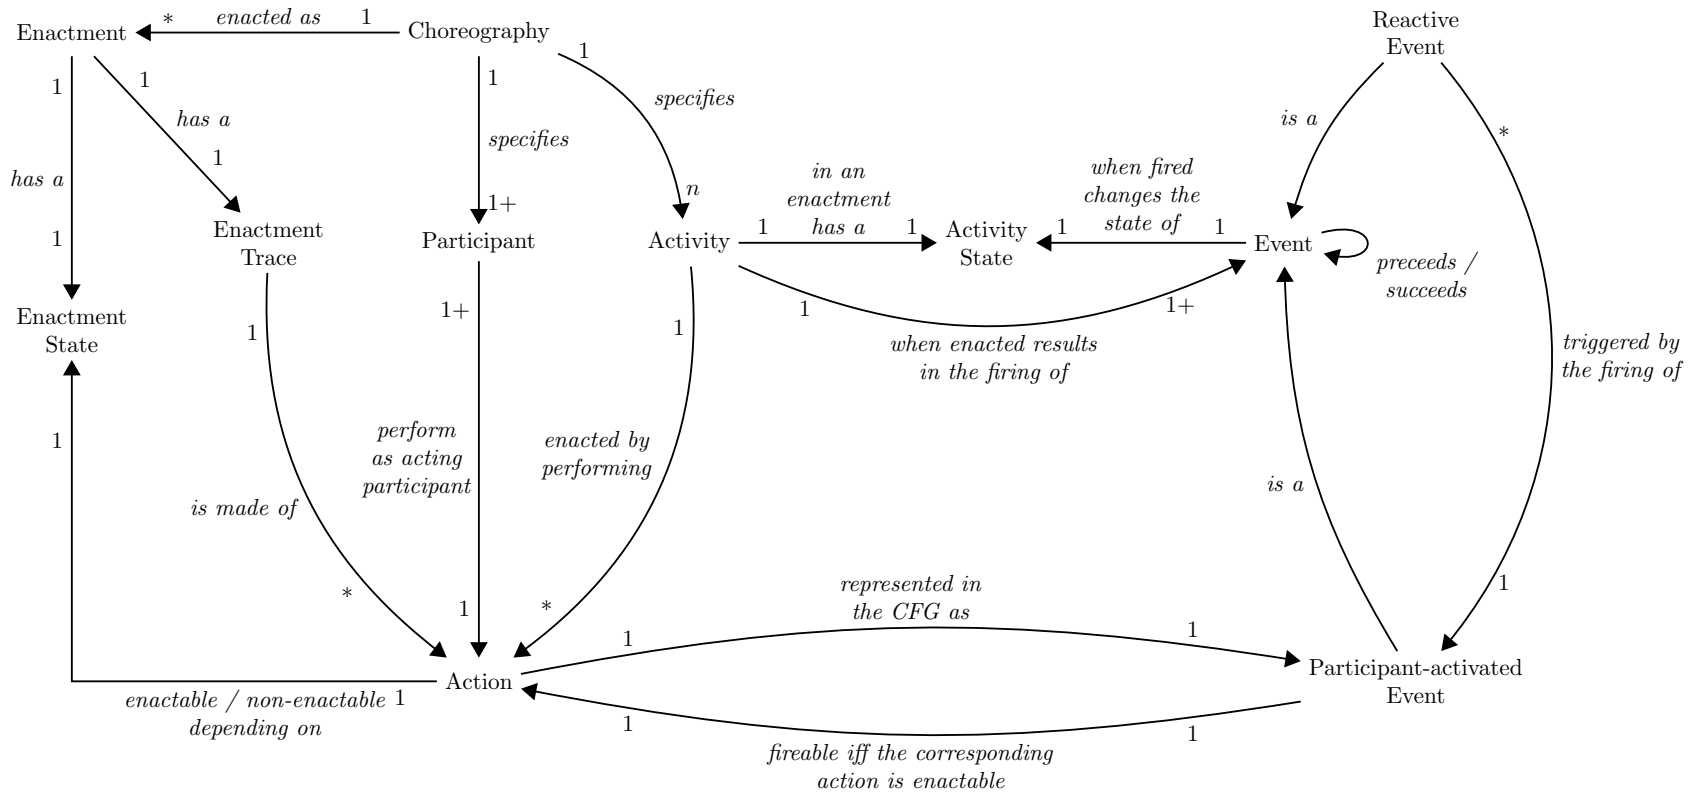 * enacted as 1
Enactment
Choreography
Reactive
Event
1
1
1
1
specifies
has a
specifies
is a
*
1
has a
in an
enactment
has a
when fired
changes the
state of
n
1+
1
1
1
1
1
Enactment
Trace
Participant
Activity
Activity
State
Event
preceeds /
succeeds
Enactment
State
1
1+
1
1
1+
when enacted results
in the firing of
triggered by
the firing of
1
perform
as acting
participant
enacted by
performing
is made of
is a
*
1
*
represented in
the CFG as
1
1
1
Action
Participant-activated
Event
enactable / non-enactable 1
depending on
1
1
fireable iff the corresponding
action is enactable